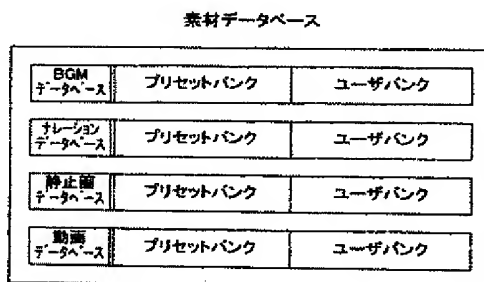 素材データベース
BGM
データベース
プリセットバンク
ユーザバンク
ナレーション
データベース
プリセットバンク
ユーザバンク
静止画
データベース
プリセットバンク
ユーザバンク
動画
データベース
プリセットバンク
ユーザバンク